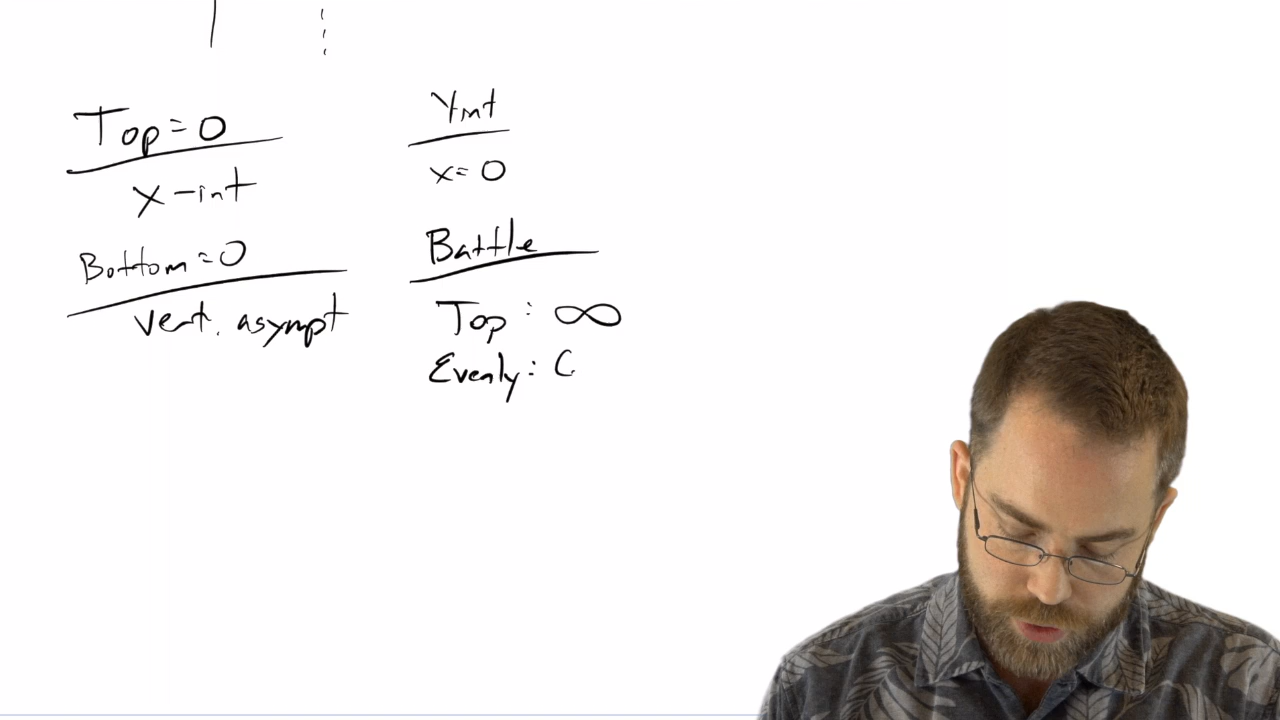 Top = 0
x-int
Bottom = 0
vert. asympt
Yint
x = 0
Battle
Top : ∞
Evenly : C